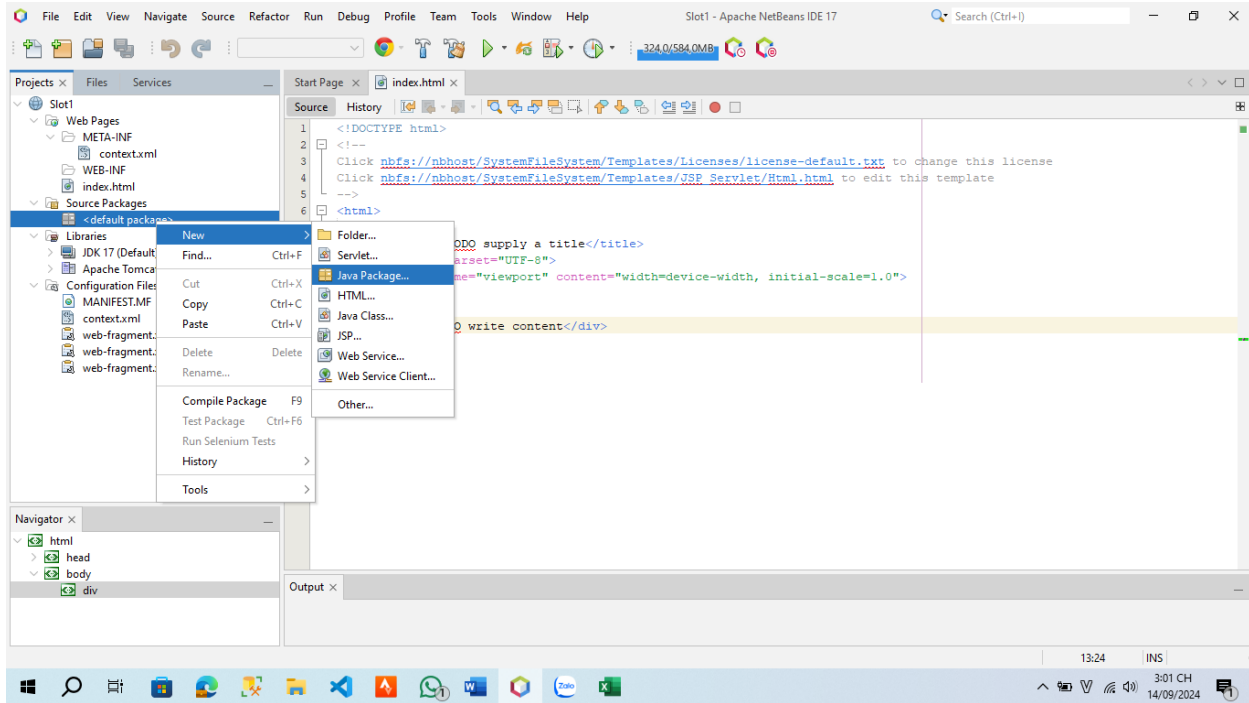 File Edit View Navigate Source Refactor Run Debug Profile Team Tools Window Help Slot1 - Apache NetBeans IDE 17 Search (Ctrl+I)
324,0/584,0MB
Projects Files Services
Slot1
Web Pages
META-INF
context.xml
WEB-INF
index.html
Source Packages
<default package>
Libraries
JDK 17 (Default
Apache Tomca
Configuration Files
MANIFEST.MF
context.xml
web-fragment.
web-fragment.
web-fragment.
New
Find... Ctrl+F
Cut Ctrl+X
Copy Ctrl+C
Paste Ctrl+V
Delete Delete
Rename...
Compile Package F9
Test Package Ctrl+F6
Run Selenium Tests
History
Tools
Folder...
Servlet...
Java Package...
HTML...
Java Class...
JSP...
Web Service...
Web Service Client...
Other...
Start Page index.html
Source History
1 <!DOCTYPE html>
2 <!--
3 Click nbfs://nbhost/SystemFileSystem/Templates/Licenses/license-default.txt to change this license
4 Click nbfs://nbhost/SystemFileSystem/Templates/JSP_Servlet/Html.html to edit this template
5 -->
6 <html>
ODO supply a title</title>
arset="UTF-8">
me="viewport" content="width=device-width, initial-scale=1.0">
O write content</div>
Navigator
html
head
body
div
Output
13:24 INS
Zalo
3:01 CH
14/09/2024